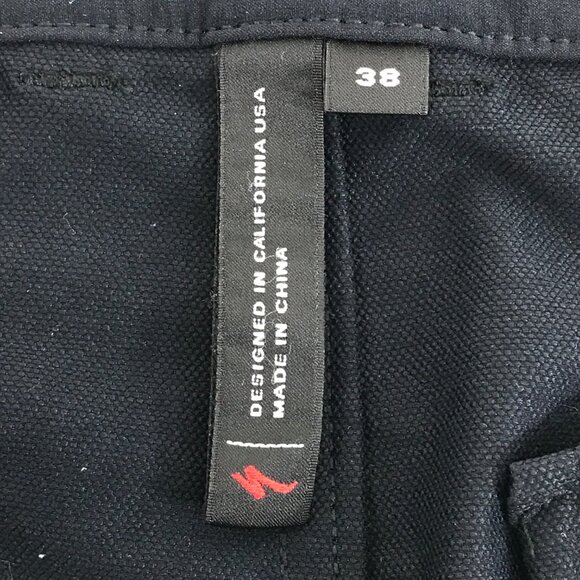 38
DESIGNED IN CALIFORNIA USA
MADE IN CHINA